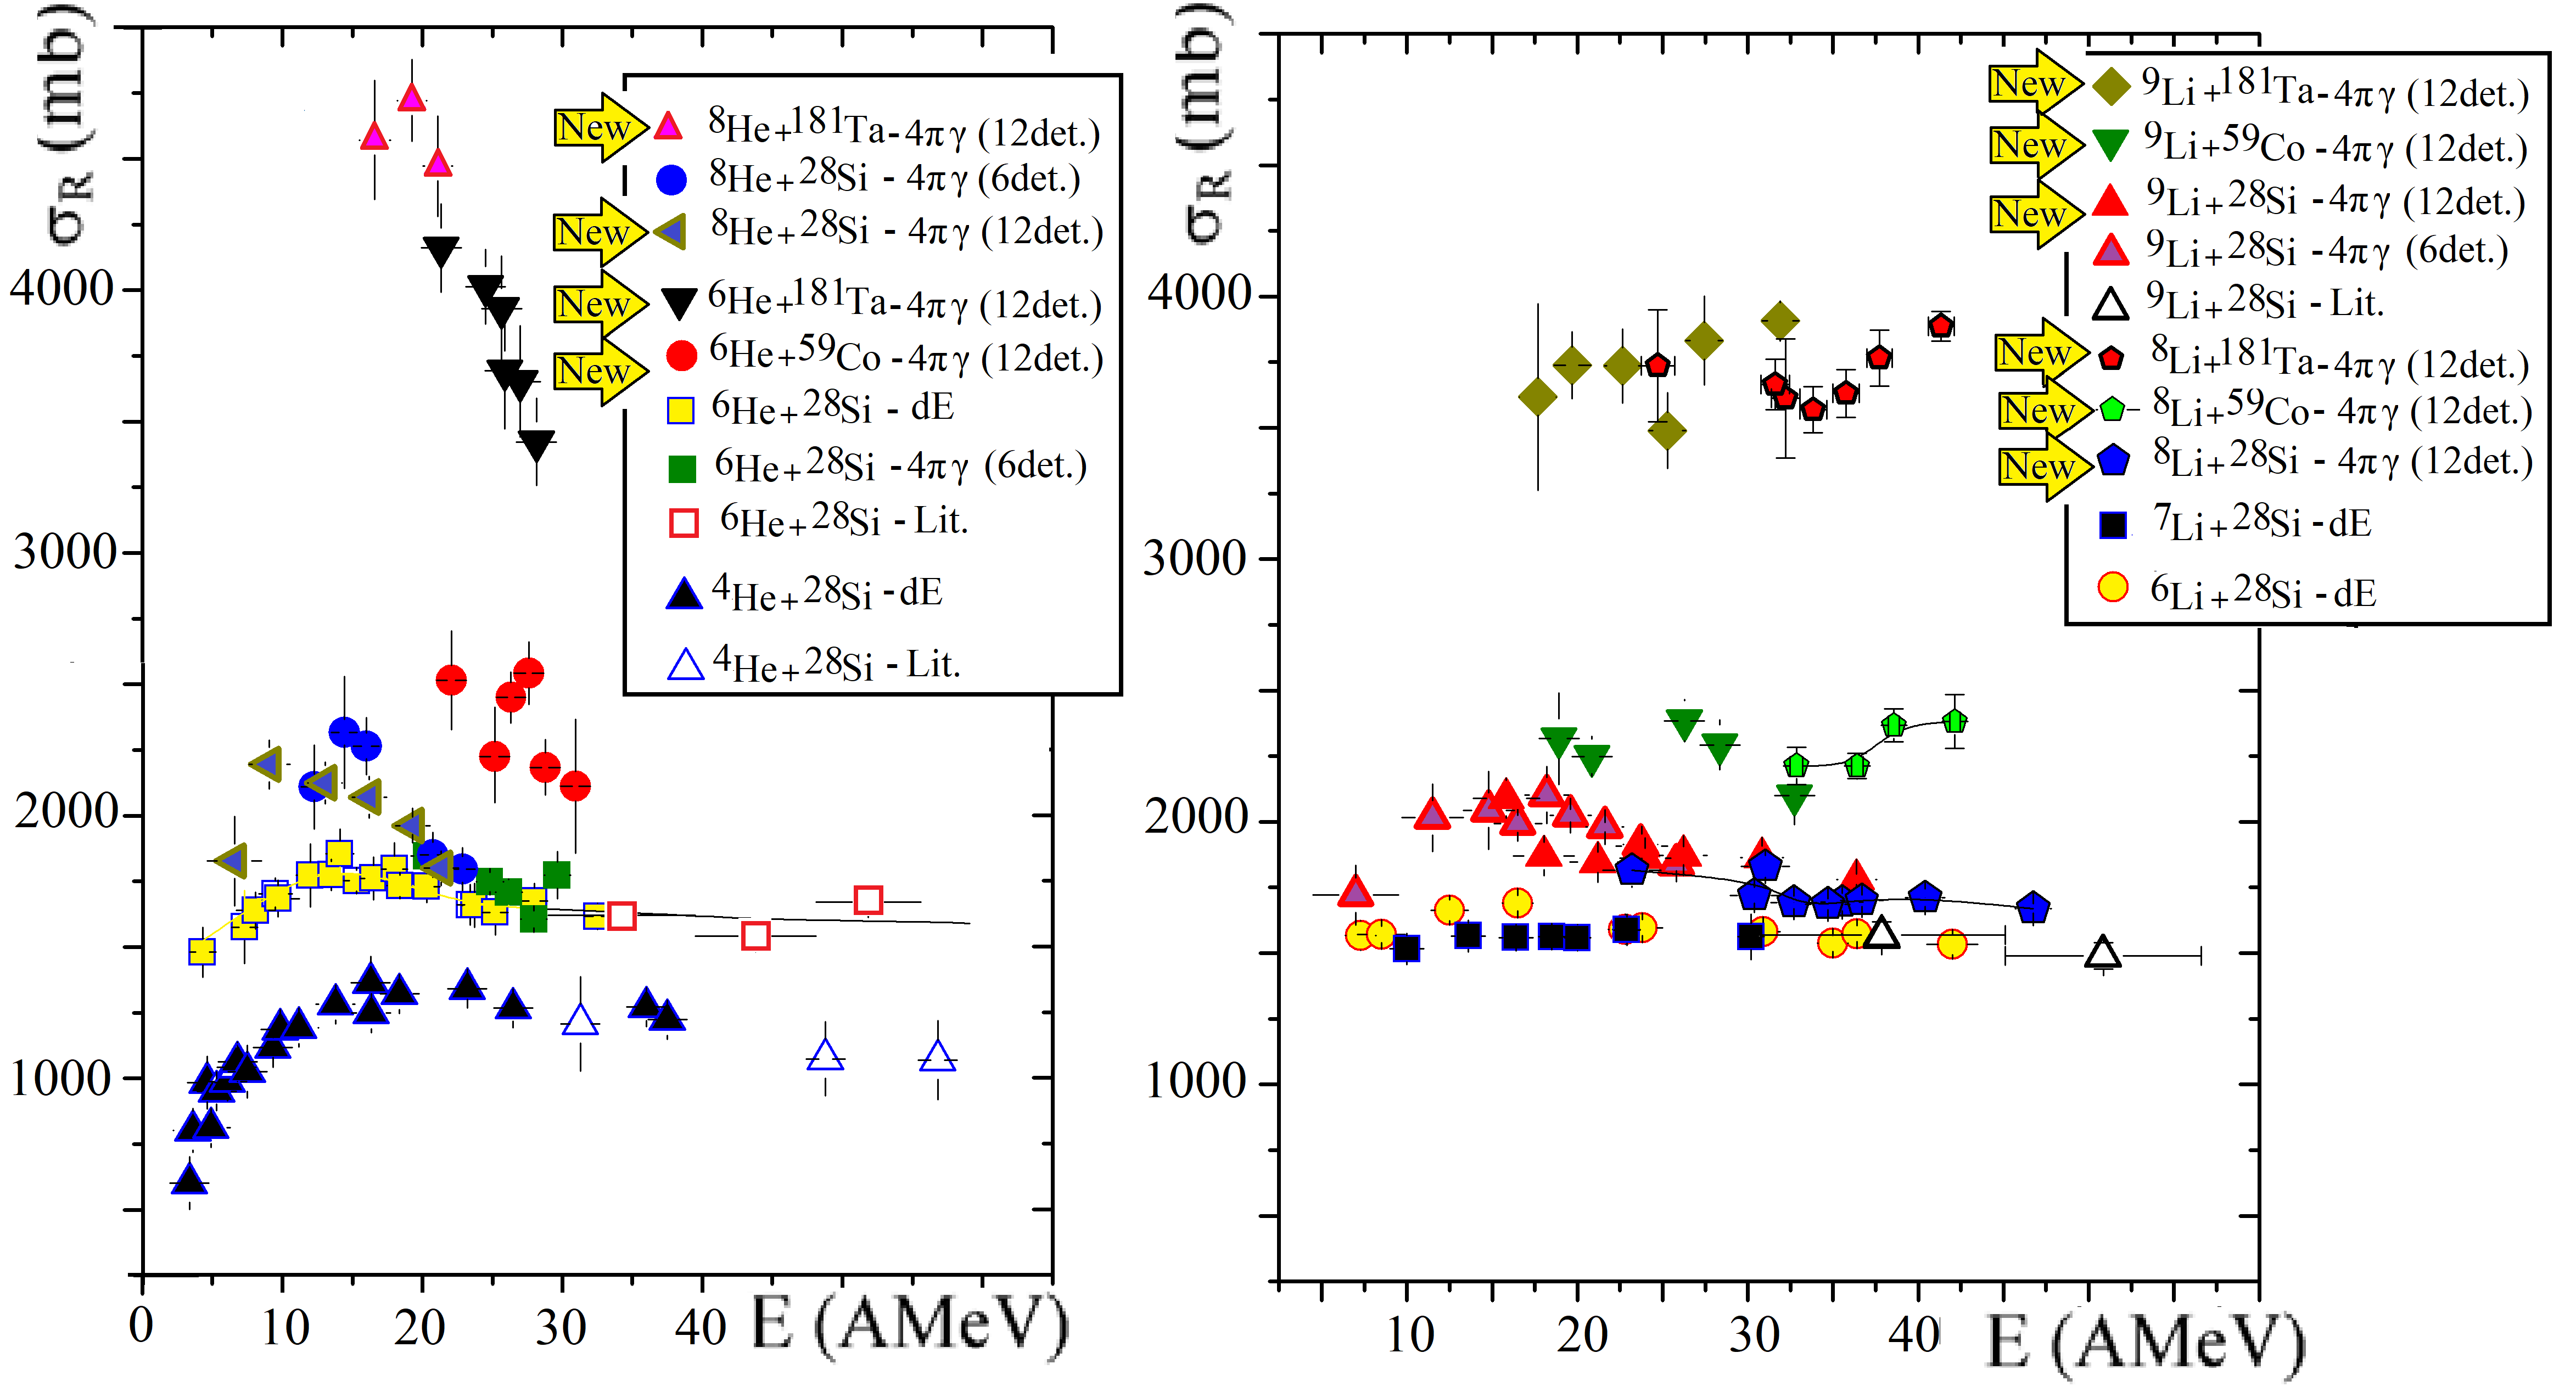 σR (mb)
4000
3000
2000
1000
0 10 20 30 40 E (AMeV)
New 8He+181Ta-4πγ (12det.)
8He+28Si - 4πγ (6det.)
New 8He+28Si - 4πγ (12det.)
New 6He+181Ta-4πγ (12det.)
New 6He+59Co-4πγ (12det.)
6He+28Si - dE
6He+28Si -4πγ (6det.)
6He+28Si - Lit.
4He+28Si - dE
4He+28Si - Lit.
σR (mb)
4000
3000
2000
1000
10 20 30 40 E (AMeV)
New 9Li+181Ta-4πγ (12det.)
New 9Li+59Co-4πγ (12det.)
New 9Li+28Si -4πγ (12det.)
9Li+28Si -4πγ (6det.)
9Li+28Si - Lit.
New 8Li+181Ta-4πγ (12det.)
New 8Li+59Co- 4πγ (12det.)
New 8Li+28Si - 4πγ (12det.)
7Li+28Si -dE
6Li+28Si -dE